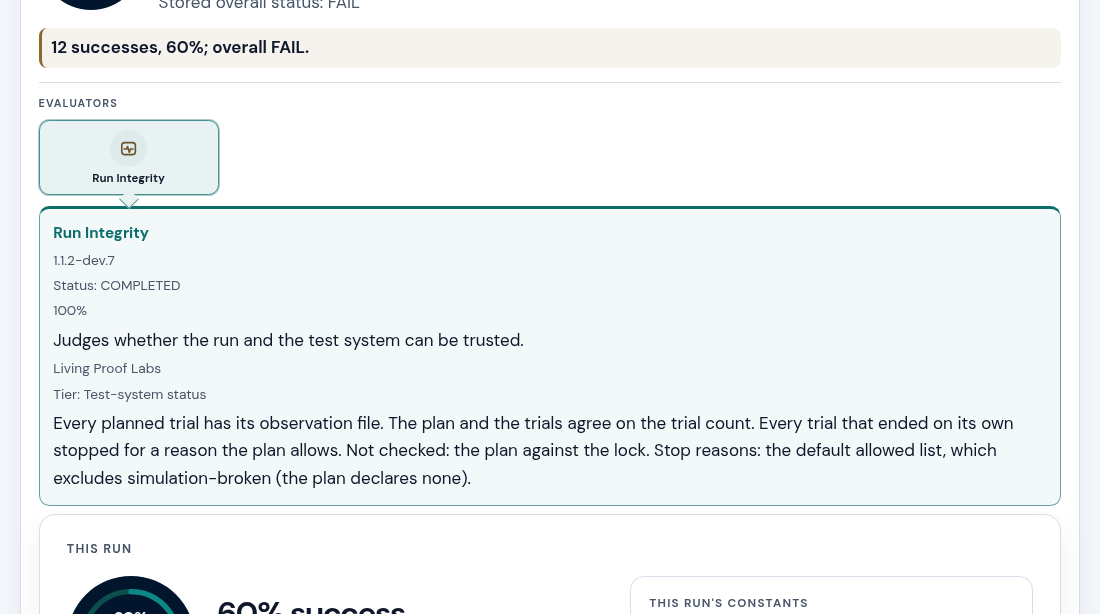 Stored overall status: FAIL
12 successes, 60%; overall FAIL.
EVALUATORS
Run Integrity
Run Integrity
1.1.2-dev.7
Status: COMPLETED
100%
Judges whether the run and the test system can be trusted.
Living Proof Labs
Tier: Test-system status
Every planned trial has its observation file. The plan and the trials agree on the trial count. Every trial that ended on its own
stopped for a reason the plan allows. Not checked: the plan against the lock. Stop reasons: the default allowed list, which
excludes simulation-broken (the plan declares none).
THIS RUN
60% success
THIS RUN'S CONSTANTS